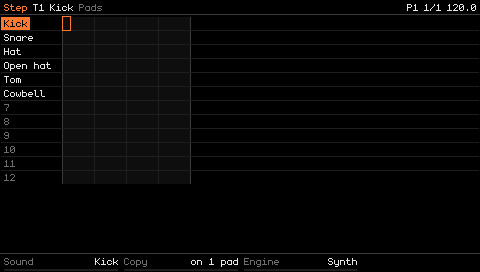 Step T1 Kick Pads P1 1/1 120.0
Kick
Snare
Hat
Open hat
Tom
Cowbell
7
8
9
10
11
12
Sound Kick Copy on 1 pad Engine Synth